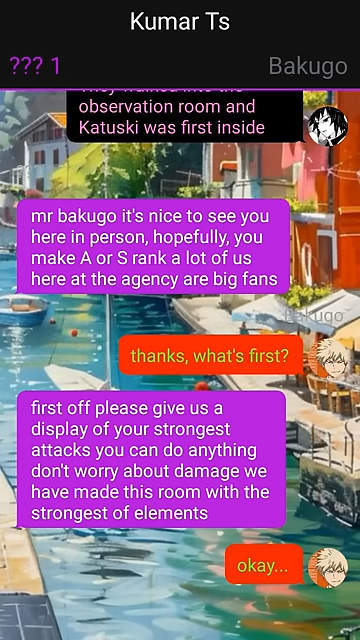 Kumar Ts
??? 1
Bakugo
observation room and
Katuski was first inside
mr bakugo it's nice to see you
here in person, hopefully, you
make A or S rank a lot of us
here at the agency are big fans
Bakugo
thanks, what's first?
first off please give us a
display of your strongest
attacks you can do anything
don't worry about damage we
have made this room with the
strongest of elements
okay...